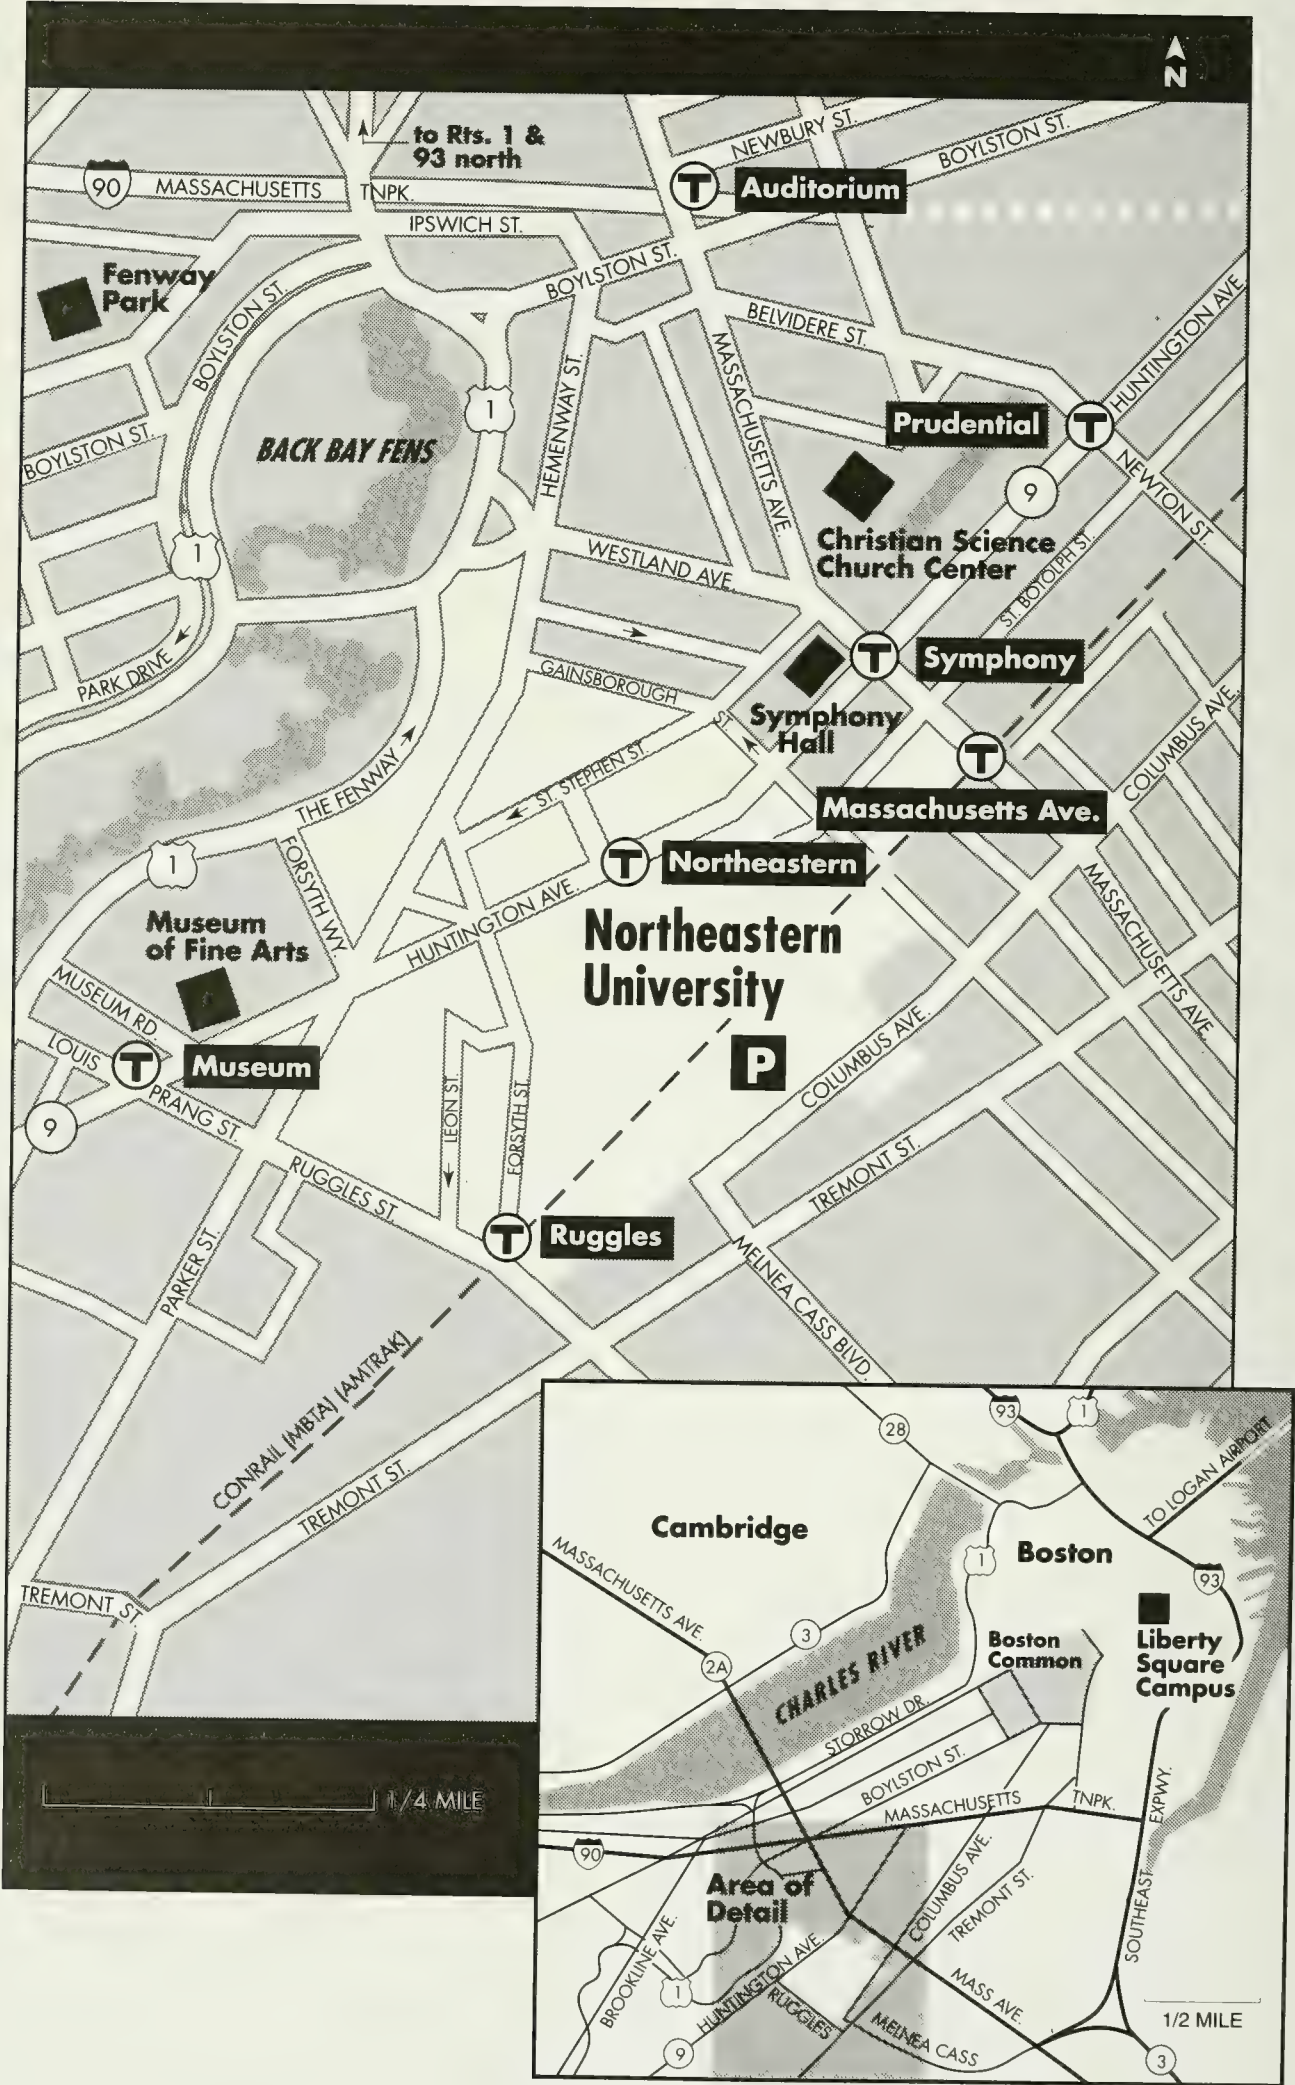 N
to Rts. 1 &
93 north
NEWBURY ST.
BOYLSTON ST.
90
MASSACHUSETTS
TNPK.
T
Auditorium
IPSWICH ST.
Fenway
Park
BOYLSTON ST.
BOYLSTON ST.
BELVIDERE ST.
HUNTINGTON AVE.
MASSACHUSETTS AVE.
HEMENWAY ST.
1
Prudential
T
BACK BAY FENS
BOYLSTON ST.
NEWTON ST.
9
1
Christian Science
Church Center
WESTLAND AVE.
ST. BOTOLPH ST.
PARK DRIVE
T
Symphony
GAINSBOROUGH
ST.
Symphony
Hall
COLUMBUS AVE.
T
Massachusetts Ave.
THE FENWAY
ST. STEPHEN ST.
1
FORSYTH WY.
T
Northeastern
MASSACHUSETTS AVE.
HUNTINGTON AVE.
Museum
of Fine Arts
Northeastern
University
MUSEUM RD.
LOUIS
PRANG ST.
T
Museum
P
COLUMBUS AVE.
9
LEON ST.
FORSYTH ST.
TREMONT ST.
RUGGLES ST.
T
Ruggles
PARKER ST.
MELNEA CASS BLVD.
CONRAIL [MBTA] [AMTRAK]
TREMONT ST.
TREMONT ST.
1/4 MILE
28
93
1
TO LOGAN AIRPORT
Cambridge
MASSACHUSETTS AVE.
1
Boston
93
3
2A
CHARLES RIVER
Boston
Common
Liberty
Square
Campus
STORROW DR.
BOYLSTON ST.
MASSACHUSETTS
TNPK.
SOUTHEAST
EXPWY.
90
Area of
Detail
COLUMBUS AVE.
TREMONT ST.
BROOKLINE AVE.
1
HUNTINGTON AVE.
RUGGLES
MASS AVE.
MELNEA CASS
9
1/2 MILE
3